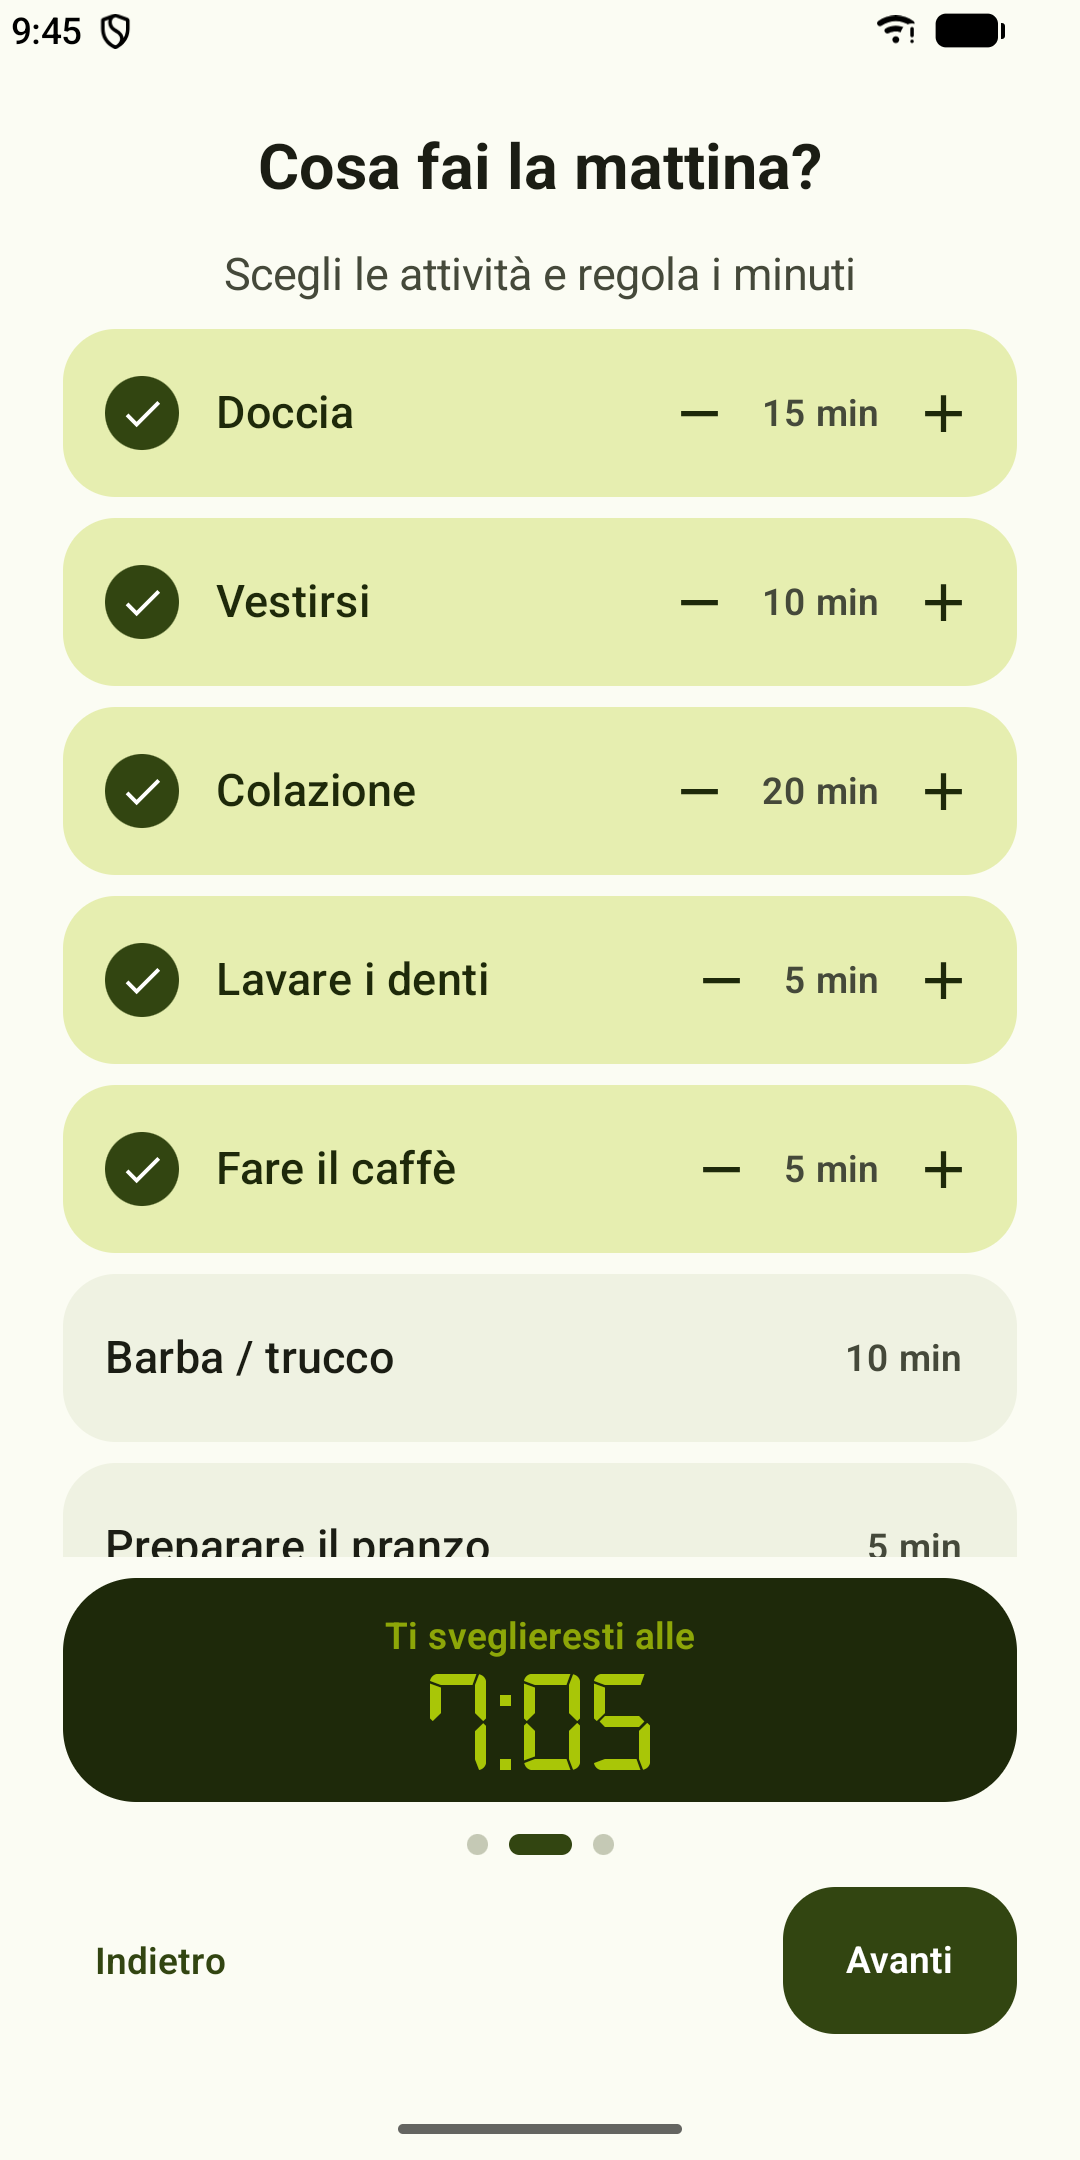 9:45
Cosa fai la mattina?
Scegli le attività e regola i minuti
Doccia − 15 min +
Vestirsi − 10 min +
Colazione − 20 min +
Lavare i denti − 5 min +
Fare il caffè − 5 min +
Barba / trucco 10 min
Preparare il pranzo 5 min
Ti sveglieresti alle
7:05
Indietro Avanti